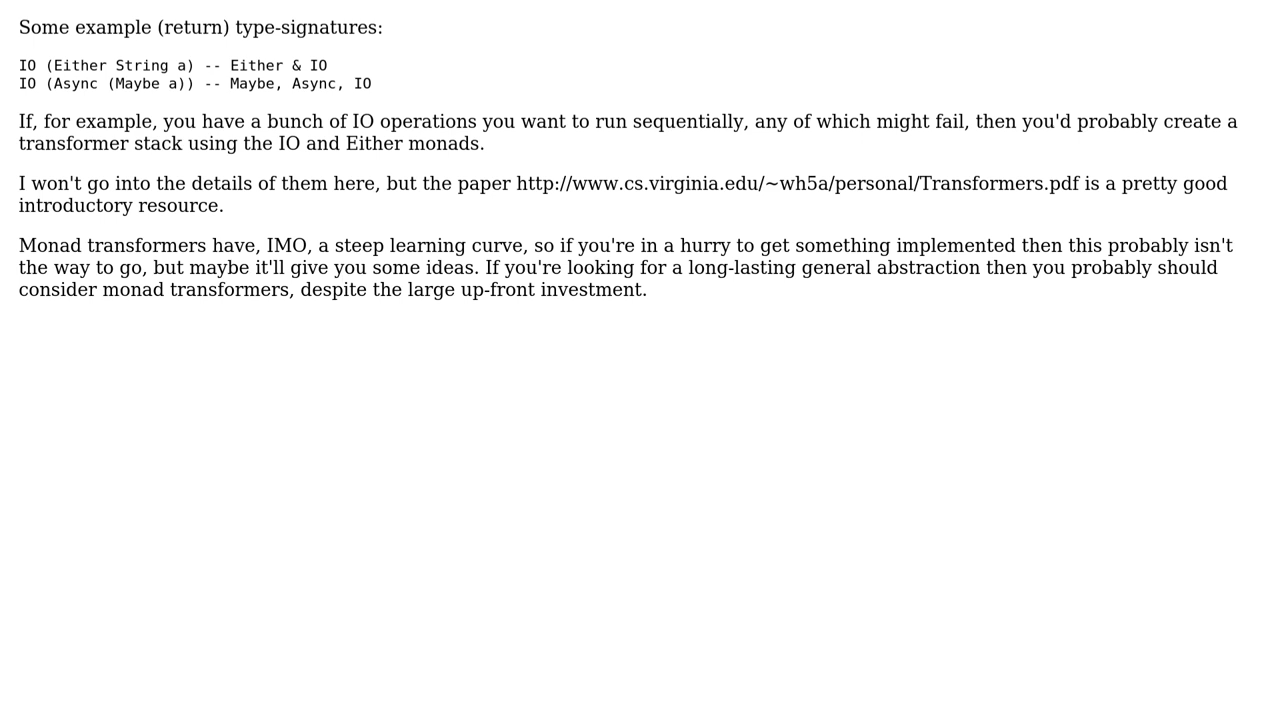 Some example (return) type-signatures:
IO (Either String a) -- Either & IO
IO (Async (Maybe a)) -- Maybe, Async, IO
If, for example, you have a bunch of IO operations you want to run sequentially, any of which might fail, then you'd probably create a
transformer stack using the IO and Either monads.
I won't go into the details of them here, but the paper http://www.cs.virginia.edu/~wh5a/personal/Transformers.pdf is a pretty good
introductory resource.
Monad transformers have, IMO, a steep learning curve, so if you're in a hurry to get something implemented then this probably isn't
the way to go, but maybe it'll give you some ideas. If you're looking for a long-lasting general abstraction then you probably should
consider monad transformers, despite the large up-front investment.